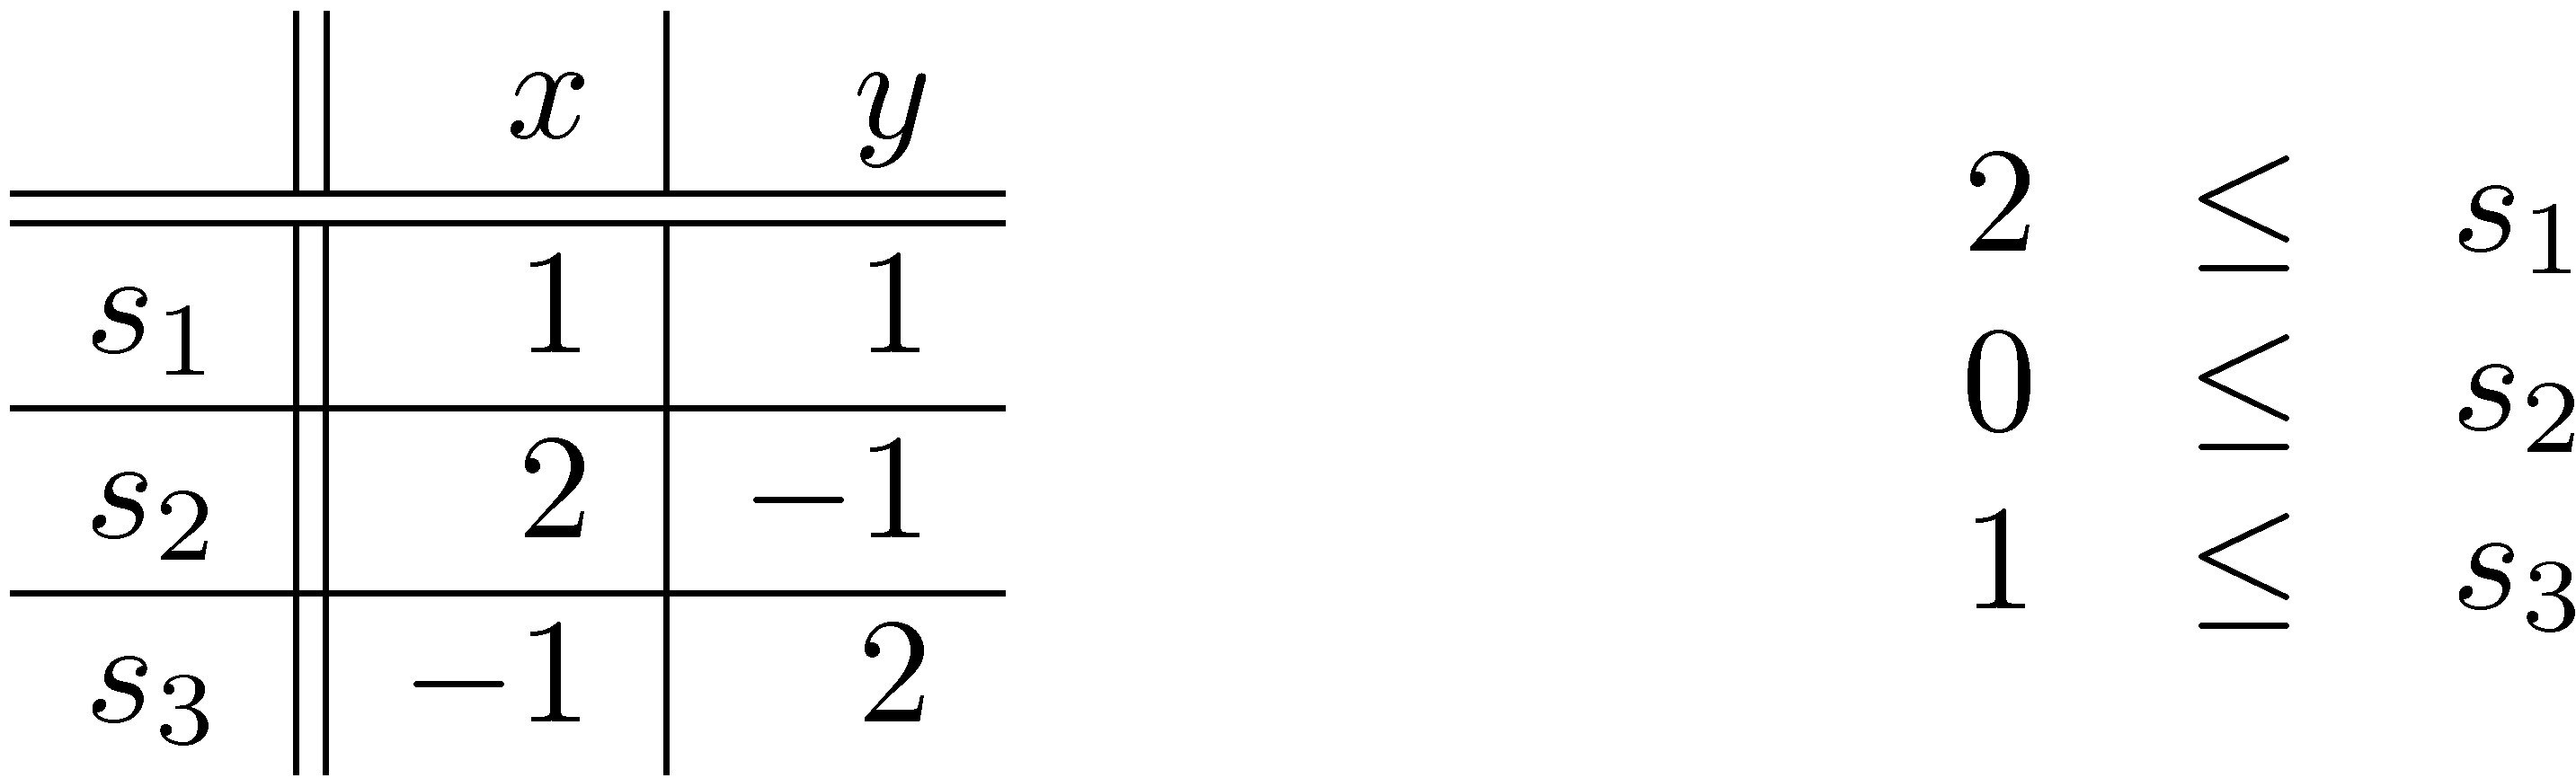 x y
s₁ 1 1
s₂ 2 −1
s₃ −1 2
2 ≤ s₁
0 ≤ s₂
1 ≤ s₃